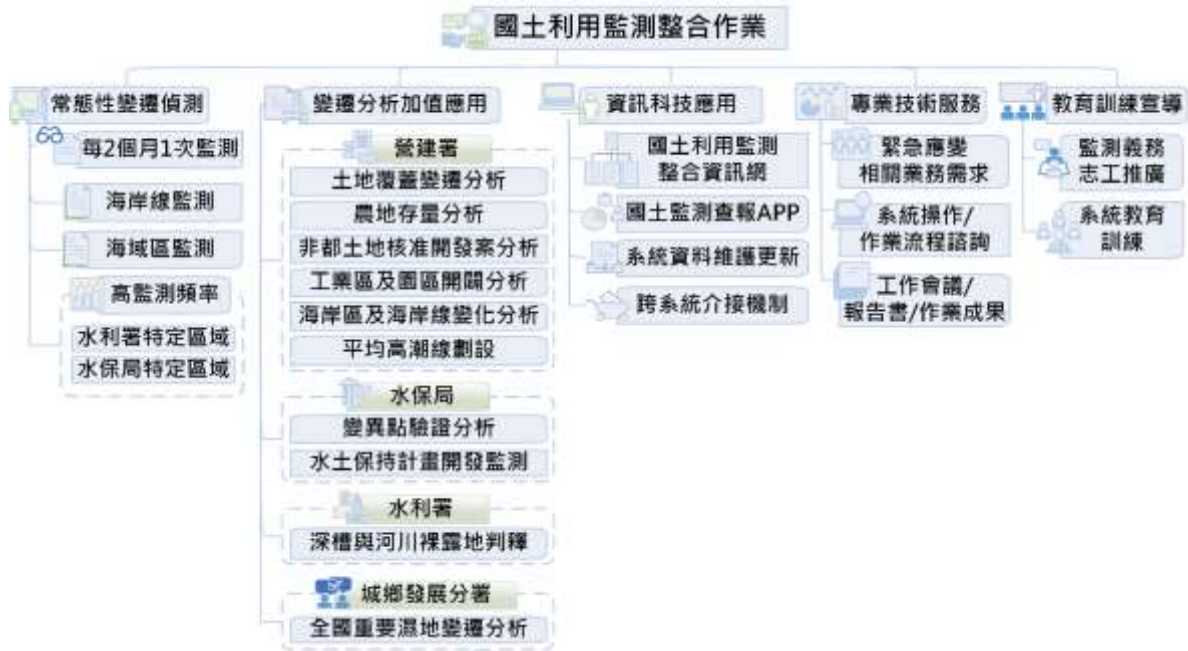 國土利用監測整合作業
常態性變遷偵測
每2個月1次監測
海岸線監測
海域區監測
高監測頻率
水利署特定區域
水保局特定區域
變遷分析加值應用
營建署
土地覆蓋變遷分析
農地存量分析
非都土地核准開發案分析
工業區及園區開闢分析
海岸區及海岸線變化分析
平均高潮線劃設
水保局
變異點驗證分析
水土保持計畫開發監測
水利署
深槽與河川裸露地判釋
城鄉發展分署
全國重要濕地變遷分析
資訊科技應用
國土利用監測
整合資訊網
國土監測查報APP
系統資料維護更新
跨系統介接機制
專業技術服務
緊急應變
相關業務需求
系統操作/
作業流程諮詢
工作會議/
報告書/作業成果
教育訓練宣導
監測義務
志工推廣
系統教育
訓練